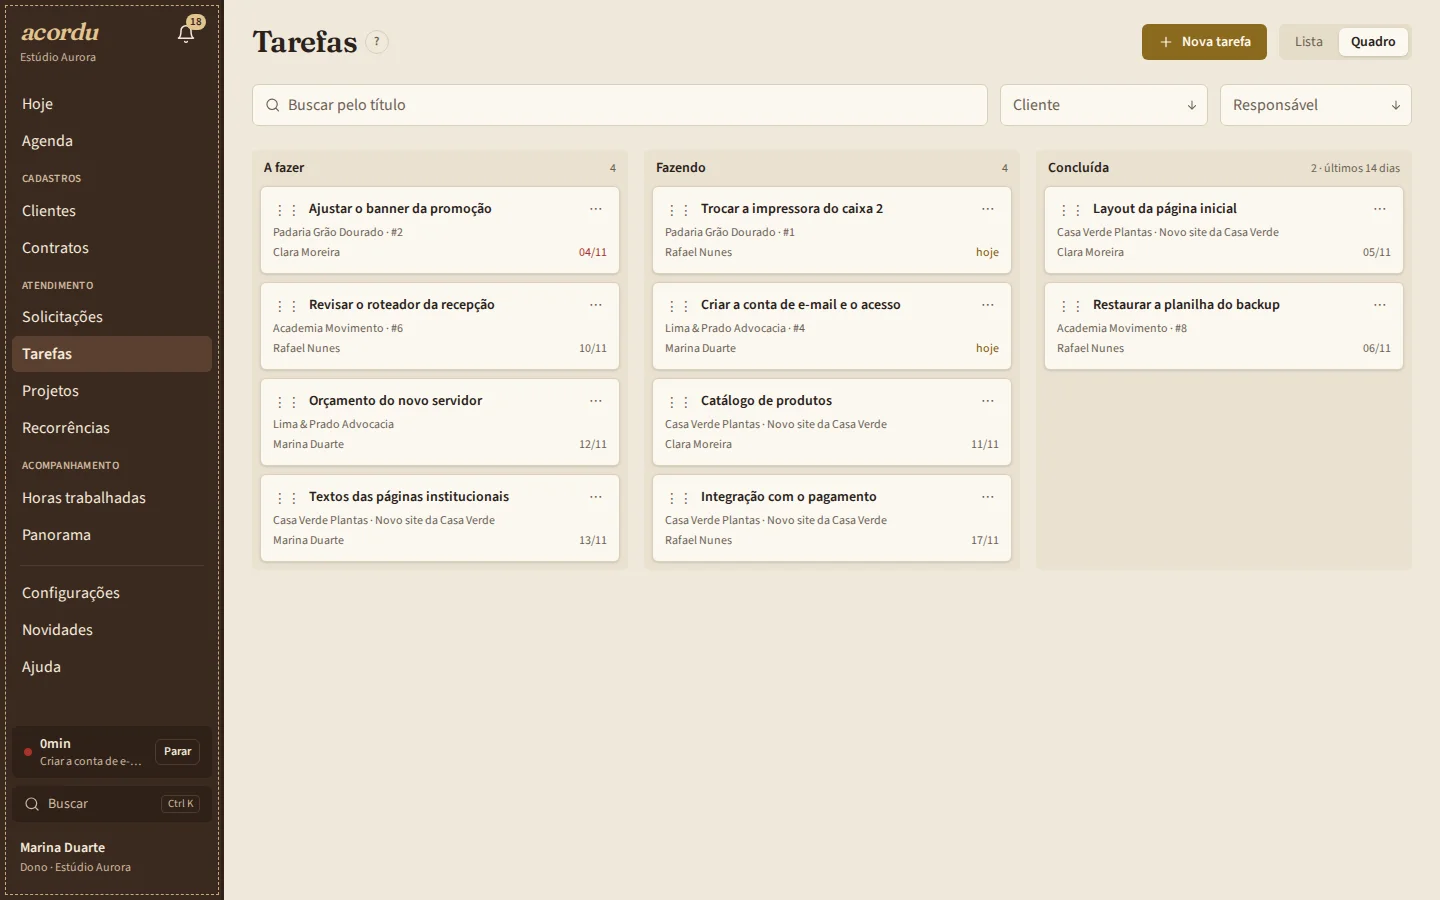 acordu
18
Estúdio Aurora
Hoje
Agenda
CADASTROS
Clientes
Contratos
ATENDIMENTO
Solicitações
Tarefas
Projetos
Recorrências
ACOMPANHAMENTO
Horas trabalhadas
Panorama
Configurações
Novidades
Ajuda
0min
Criar a conta de e-...
Parar
Buscar
Ctrl K
Marina Duarte
Dono · Estúdio Aurora
Tarefas
?
+ Nova tarefa
Lista
Quadro
Buscar pelo título
Cliente
Responsável
A fazer
4
Ajustar o banner da promoção
Padaria Grão Dourado · #2
Clara Moreira
04/11
Revisar o roteador da recepção
Academia Movimento · #6
Rafael Nunes
10/11
Orçamento do novo servidor
Lima & Prado Advocacia
Marina Duarte
12/11
Textos das páginas institucionais
Casa Verde Plantas · Novo site da Casa Verde
Marina Duarte
13/11
Fazendo
4
Trocar a impressora do caixa 2
Padaria Grão Dourado · #1
Rafael Nunes
hoje
Criar a conta de e-mail e o acesso
Lima & Prado Advocacia · #4
Marina Duarte
hoje
Catálogo de produtos
Casa Verde Plantas · Novo site da Casa Verde
Clara Moreira
11/11
Integração com o pagamento
Casa Verde Plantas · Novo site da Casa Verde
Rafael Nunes
17/11
Concluída
2 · últimos 14 dias
Layout da página inicial
Casa Verde Plantas · Novo site da Casa Verde
Clara Moreira
05/11
Restaurar a planilha do backup
Academia Movimento · #8
Rafael Nunes
06/11